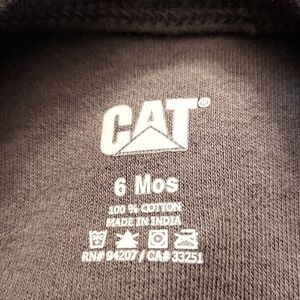 CAT®
6 Mos
100 % COTTON
MADE IN INDIA
RN# 94207 / CA# 33251